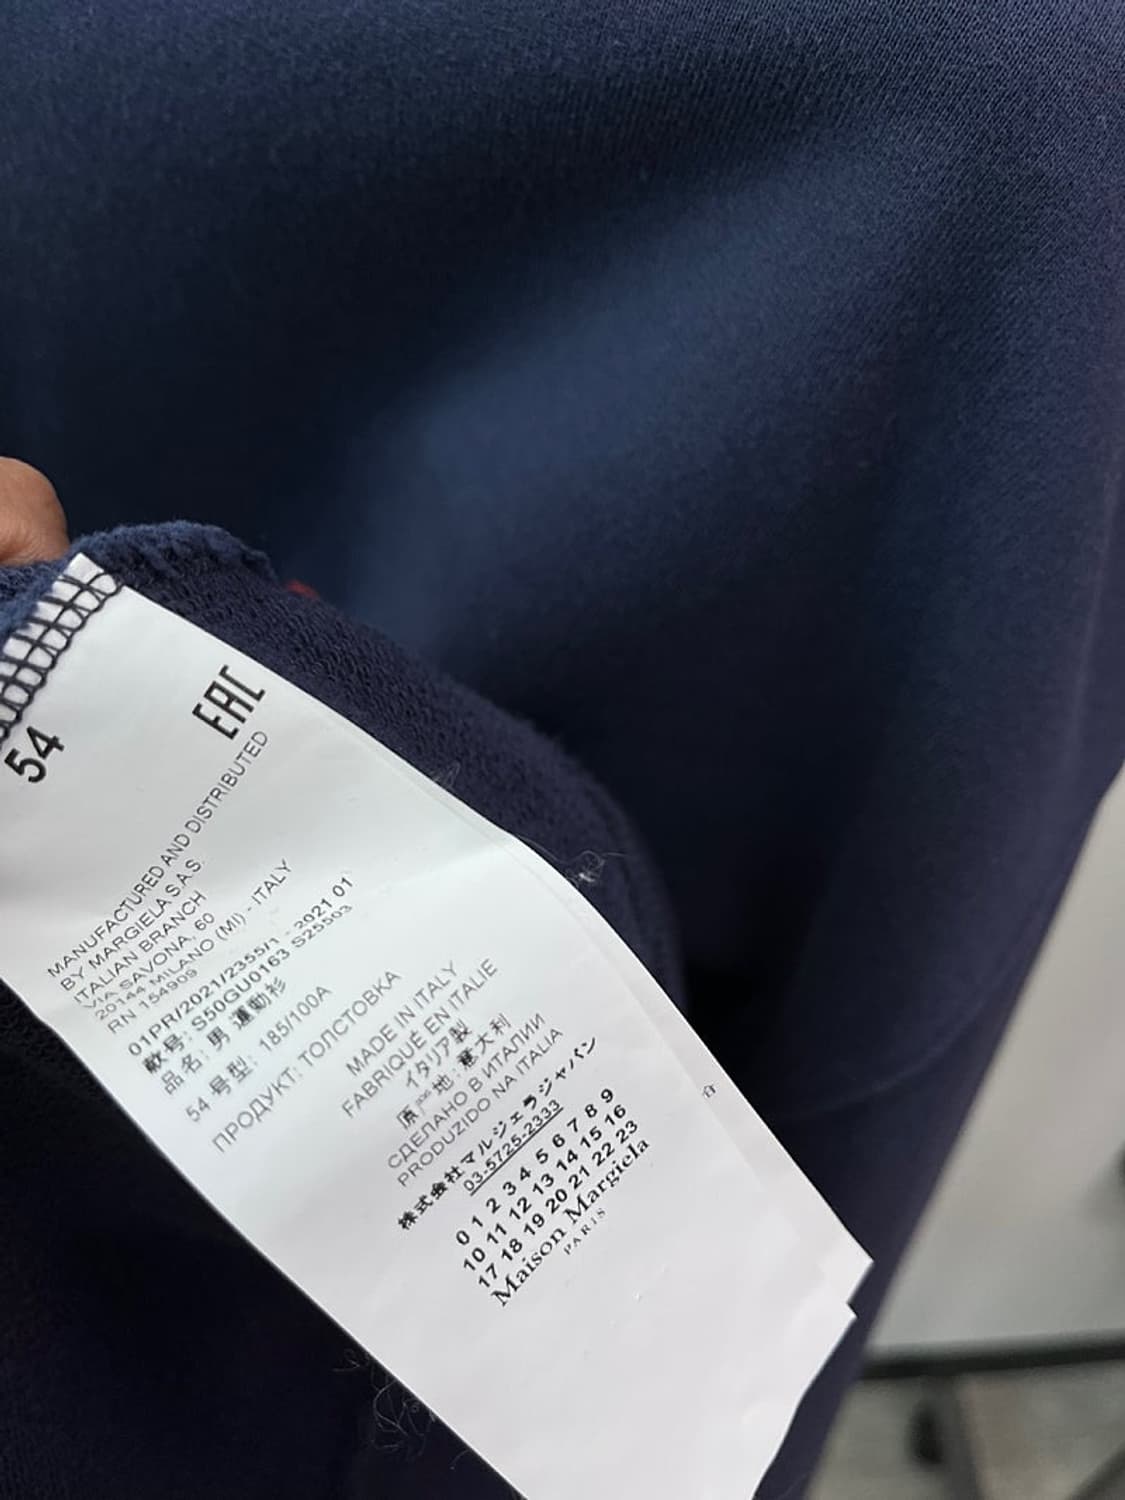 54
EAC
MANUFACTURED AND DISTRIBUTED
BY MARGIELA S.A.S.
ITALIAN BRANCH
VIA SAVONA, 60
20144 MILANO (MI) - ITALY
RN 154909
01PR/2021/2355/1 - 2021 01
款号: S50GU0163 S25503
品名: 男 運動衫
54 号型: 185/100A
ПРОДУКТ: ТОЛСТОВКА
MADE IN ITALY
FABRIQUÉ EN ITALIE
イタリア製
地: 意大利
СДЕЛАНО В ИТАЛИИ
PRODUZIDO NA ITALIA
株式会社マルジェラジャパン
03-5725-2333
0 1 2 3 4 5 6 7 8 9
10 11 12 13 14 15 16
17 18 19 20 21 22 23
Maison Margiela
PARIS